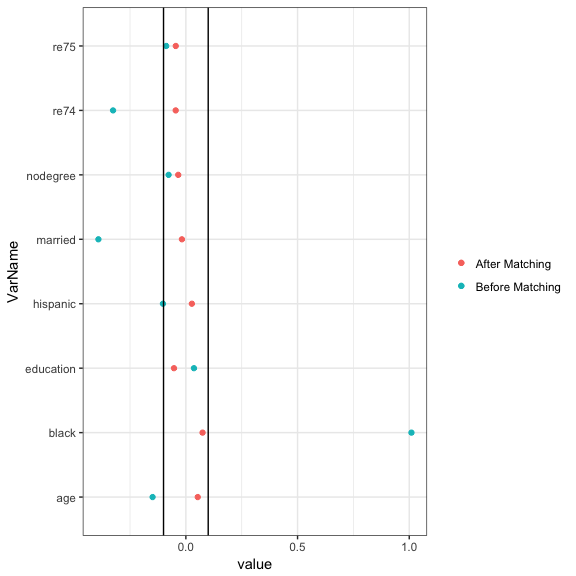 re75
re74
nodegree
married
hispanic
education
black
age
VarName
0.0 0.5 1.0
value
After Matching
Before Matching